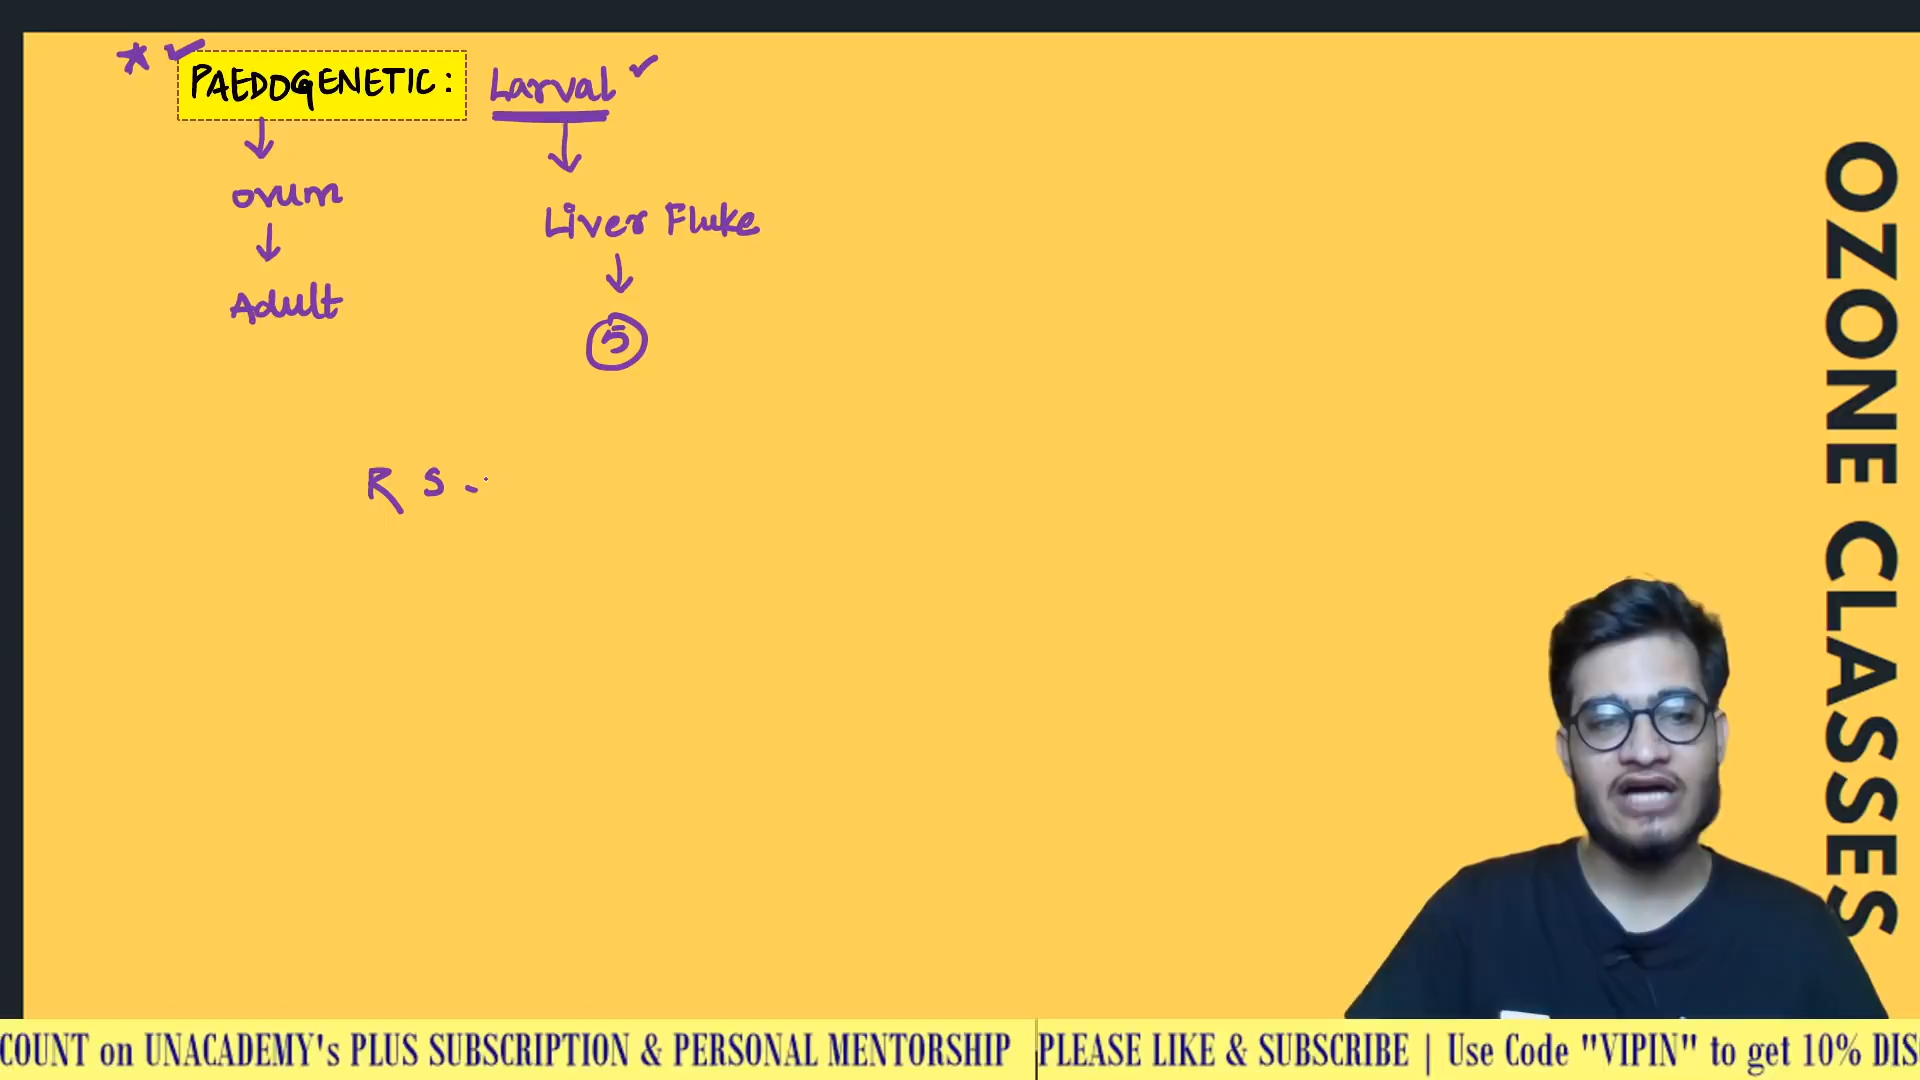 PAEDOGENETIC: Larval
Ovum
Liver Fluke
Adult
5
R S
OZONE CLASSES
COUNT on UNACADEMY's PLUS SUBSCRIPTION & PERSONAL MENTORSHIP
PLEASE LIKE & SUBSCRIBE | Use Code "VIPIN" to get 10% DIS